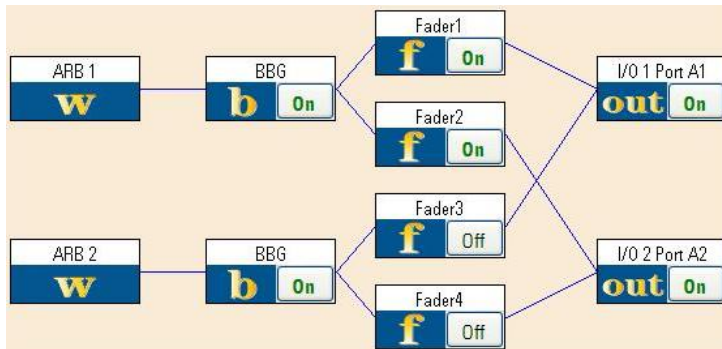 Fader1
f On
ARB 1
w
BBG
b On
I/O 1 Port A1
out On
Fader2
f On
Fader3
f Off
ARB 2
w
BBG
b On
I/O 2 Port A2
out On
Fader4
f Off